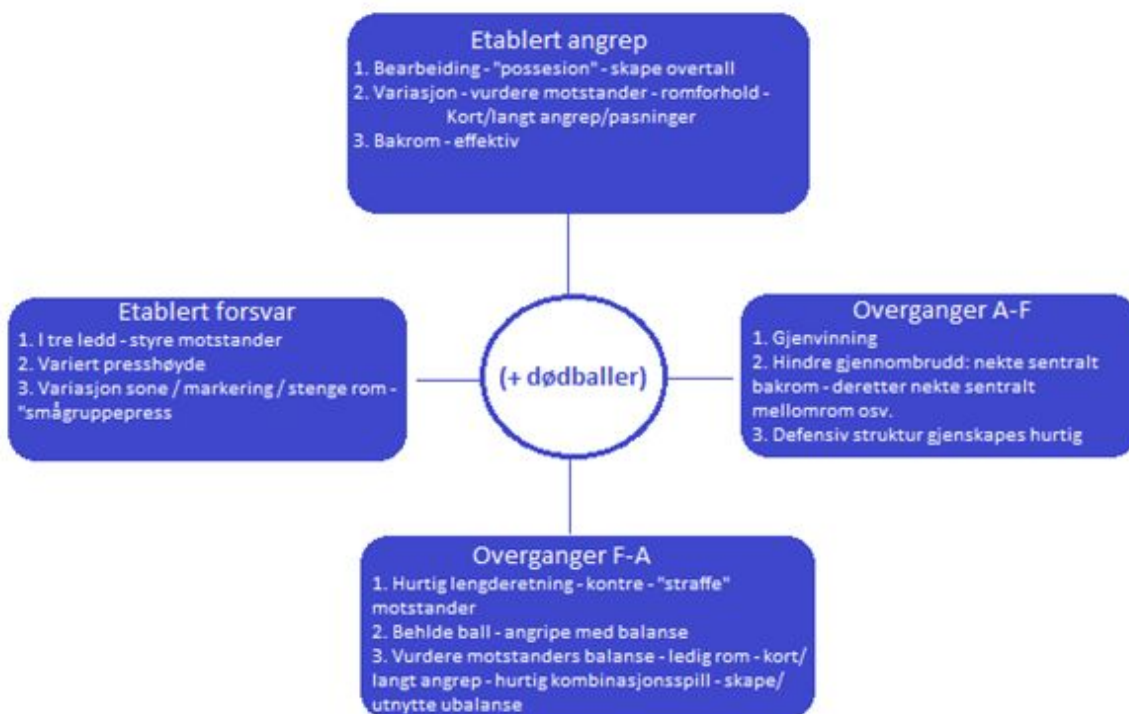 Etablert angrep
1. Bearbeiding - "possesion" - skape overtall
2. Variasjon - vurdere motstander - romforhold -
Kort/langt angrep/pasninger
3. Bakrom - effektiv
Etablert forsvar
1. I tre ledd - styre motstander
2. Variert presshøyde
3. Variasjon sone / markering / stenge rom -
"smågruppepress
(+ dødballer)
Overganger A-F
1. Gjenvinning
2. Hindre gjennombrudd: nekte sentralt
bakrom - deretter nekte sentralt
mellomrom osv.
3. Defensiv struktur gjenskapes hurtig
Overganger F-A
1. Hurtig lengderetning - kontre - "straffe"
motstander
2. Behlde ball - angripe med balanse
3. Vurdere motstanders balanse - ledig rom - kort/
langt angrep - hurtig kombinasjonsspill - skape/
utnytte ubalanse